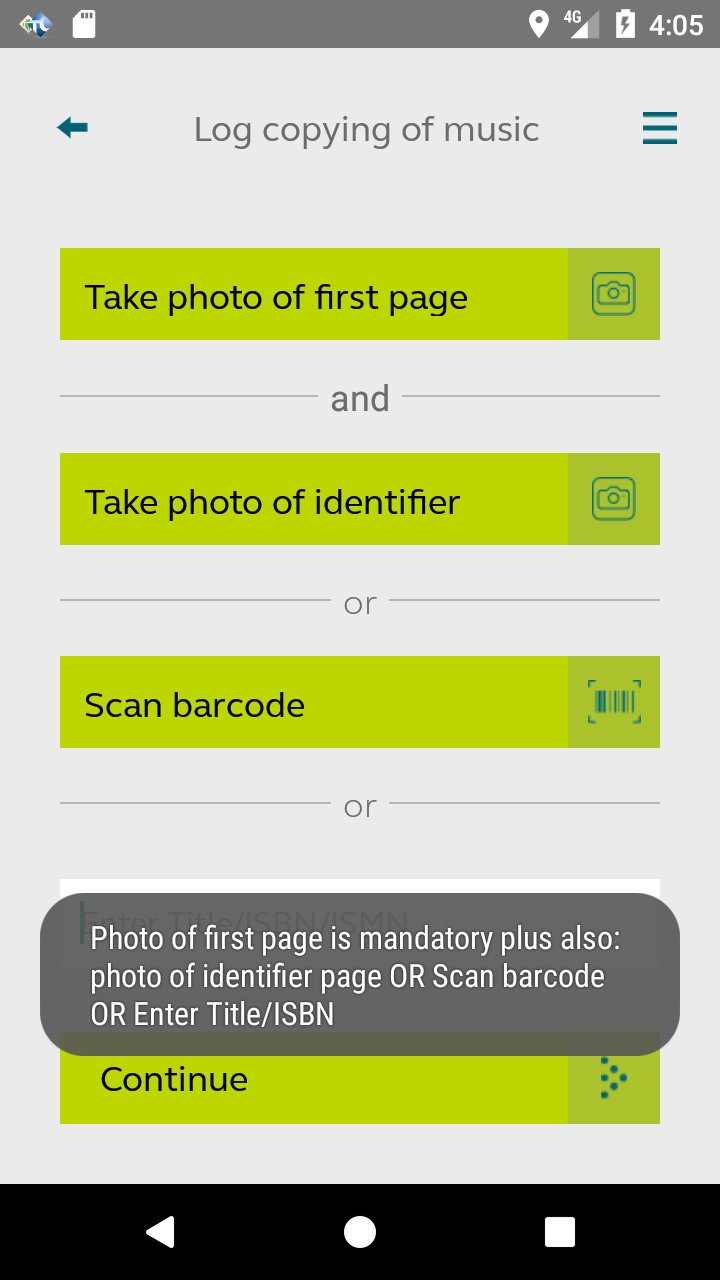 4G 4:05
Log copying of music
Take photo of first page
and
Take photo of identifier
or
Scan barcode
or
Enter Title/ISBN/ISMN
Photo of first page is mandatory plus also:
photo of identifier page OR Scan barcode
OR Enter Title/ISBN
Continue